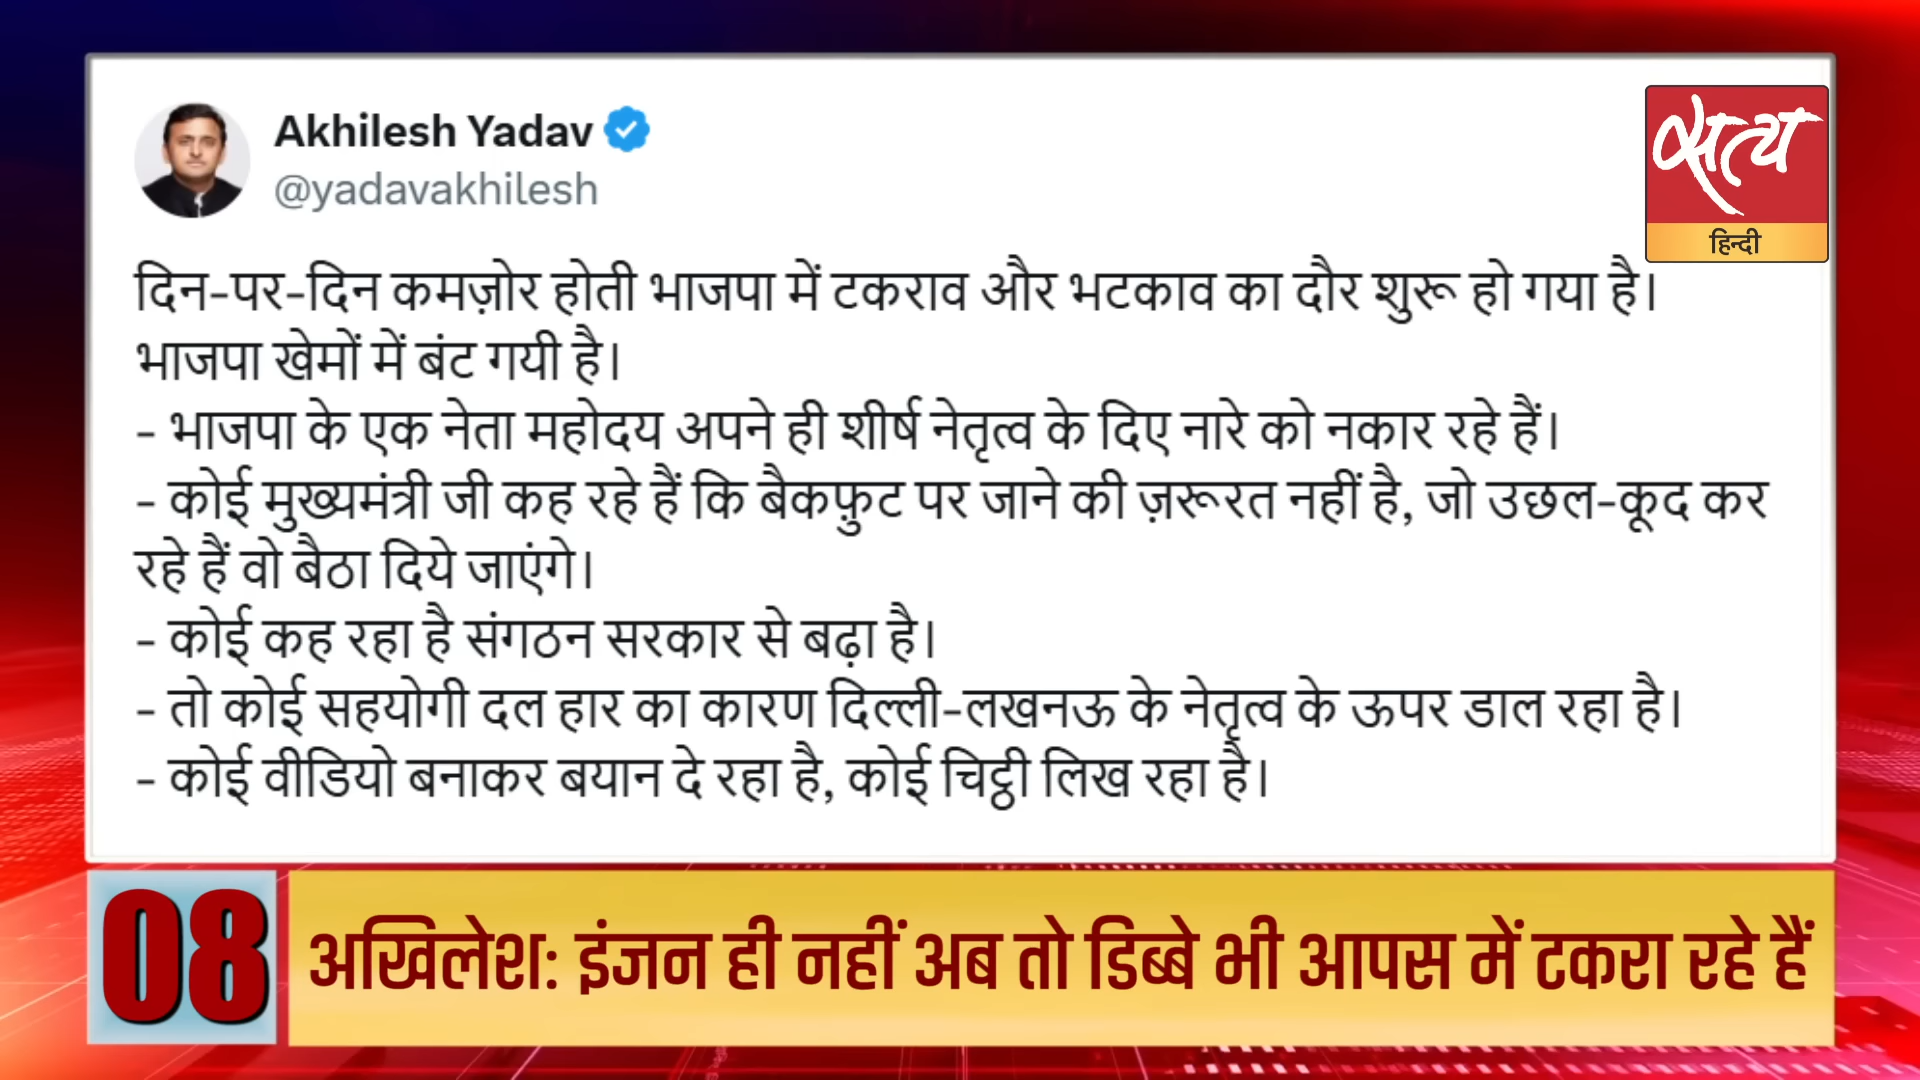 Akhilesh Yadav
@yadavakhilesh
सत्य
हिन्दी
दिन-पर-दिन कमज़ोर होती भाजपा में टकराव और भटकाव का दौर शुरू हो गया है।
भाजपा खेमों में बंट गयी है।
- भाजपा के एक नेता महोदय अपने ही शीर्ष नेतृत्व के दिए नारे को नकार रहे हैं।
- कोई मुख्यमंत्री जी कह रहे हैं कि बैकफ़ुट पर जाने की ज़रूरत नहीं है, जो उछल-कूद कर
रहे हैं वो बैठा दिये जाएंगे।
- कोई कह रहा है संगठन सरकार से बढ़ा है।
- तो कोई सहयोगी दल हार का कारण दिल्ली-लखनऊ के नेतृत्व के ऊपर डाल रहा है।
- कोई वीडियो बनाकर बयान दे रहा है, कोई चिट्ठी लिख रहा है।
08
अखिलेश: इंजन ही नहीं अब तो डिब्बे भी आपस में टकरा रहे हैं